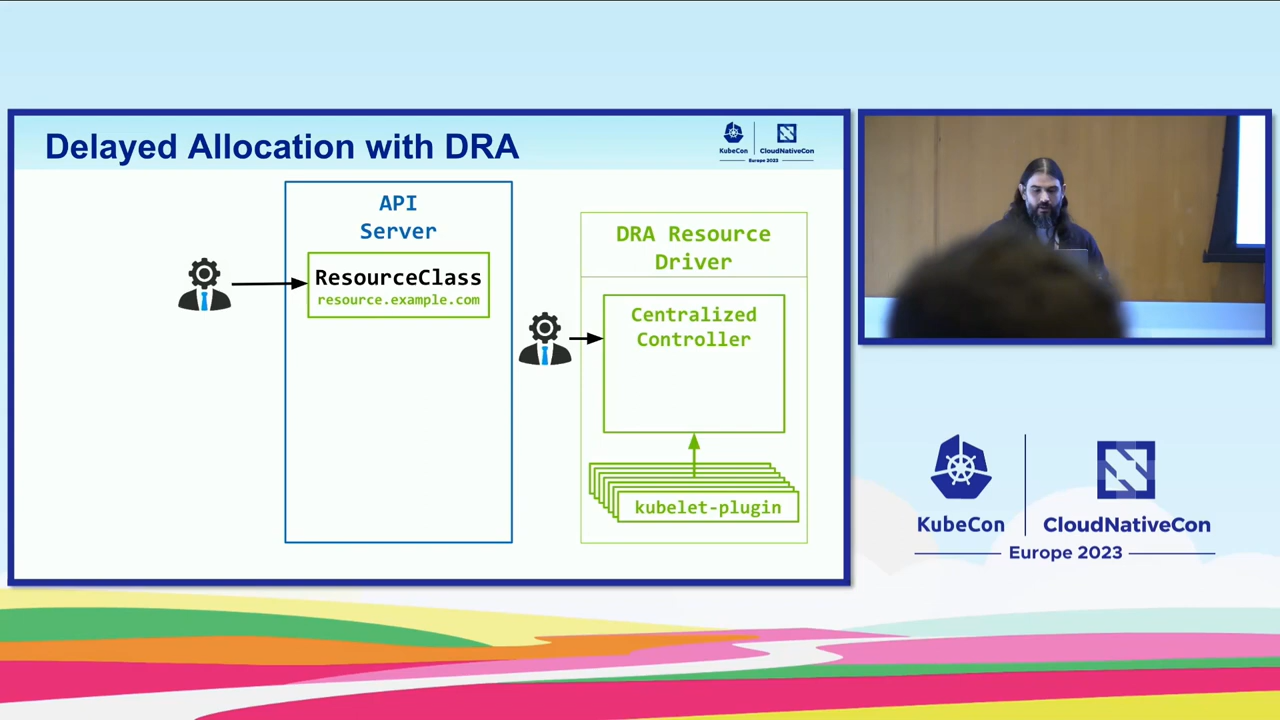 Delayed Allocation with DRA
KubeCon
CloudNativeCon
Europe 2023
API
Server
ResourceClass
resource.example.com
DRA Resource
Driver
Centralized
Controller
kubelet-plugin
KubeCon
CloudNativeCon
Europe 2023